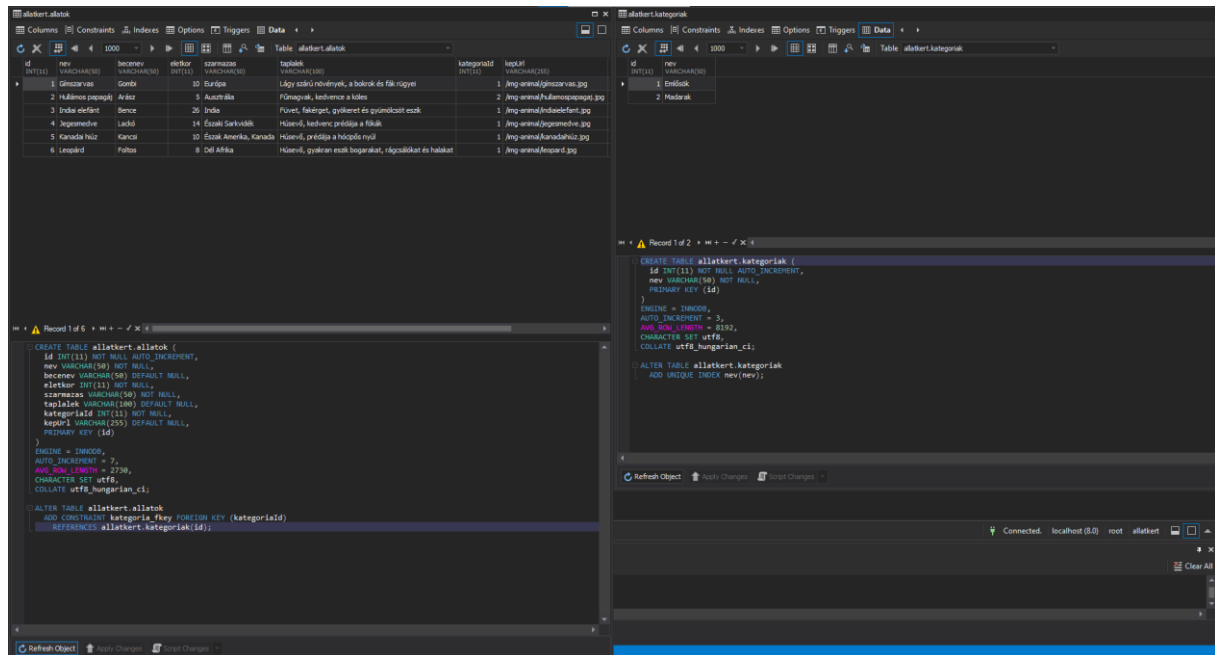 allatkert.allatok
Columns Constraints Indexes Options Triggers Data
1000 Table allatkert.allatok
id nev becenev eletkor szarmazas taplalek kategoriaId kepUrl
INT(11) VARCHAR(50) VARCHAR(50) INT(11) VARCHAR(50) VARCHAR(100) INT(11) VARCHAR(255)
1 Gímszarvas Gombi 10 Európa Lágy szárú növények, a bokrok és fák rügyei 1 /img-animal/gimszarvas.jpg
2 Hullámos papagáj Arász 5 Ausztrália Fűmagvak, kedvence a köles 2 /img-animal/hullamospapagaj.jpg
3 Indiai elefánt Bence 26 India Füvet, fakérget, gyökeret és gyümölcsöt eszik 1 /img-animal/indiaielefant.jpg
4 Jegesmedve Lackó 14 Északi Sarkvidék Húsevő, kedvenc prédája a fókák 1 /img-animal/jegesmedve.jpg
5 Kanadai hiúz Kancsi 10 Észak Amerika, Kanada Húsevő, prédája a hócipős nyúl 1 /img-animal/kanadaihiúz.jpg
6 Leopárd Foltos 8 Dél Afrika Húsevő, gyakran eszik bogarakat, rágcsálókat és halakat 1 /img-animal/leopard.jpg
Record 1 of 6
CREATE TABLE allatkert.allatok (
id INT(11) NOT NULL AUTO_INCREMENT,
nev VARCHAR(50) NOT NULL,
becenev VARCHAR(50) DEFAULT NULL,
eletkor INT(11) NOT NULL,
szarmazas VARCHAR(50) NOT NULL,
taplalek VARCHAR(100) DEFAULT NULL,
kategoriaId INT(11) NOT NULL,
kepUrl VARCHAR(255) DEFAULT NULL,
PRIMARY KEY (id)
)
ENGINE = INNODB,
AUTO_INCREMENT = 7,
AVG_ROW_LENGTH = 2730,
CHARACTER SET utf8,
COLLATE utf8_hungarian_ci;
ALTER TABLE allatkert.allatok
ADD CONSTRAINT kategoria_fkey FOREIGN KEY (kategoriaId)
REFERENCES allatkert.kategoriak(id);
Refresh Object Apply Changes Script Changes
allatkert.kategoriak
Columns Constraints Indexes Options Triggers Data
1000 Table allatkert.kategoriak
id nev
INT(11) VARCHAR(50)
1 Emlősök
2 Madarak
Record 1 of 2
CREATE TABLE allatkert.kategoriak (
id INT(11) NOT NULL AUTO_INCREMENT,
nev VARCHAR(50) NOT NULL,
PRIMARY KEY (id)
)
ENGINE = INNODB,
AUTO_INCREMENT = 3,
AVG_ROW_LENGTH = 8192,
CHARACTER SET utf8,
COLLATE utf8_hungarian_ci;
ALTER TABLE allatkert.kategoriak
ADD UNIQUE INDEX nev(nev);
Refresh Object Apply Changes Script Changes
Connected. localhost (8.0) root allatkert
Clear All